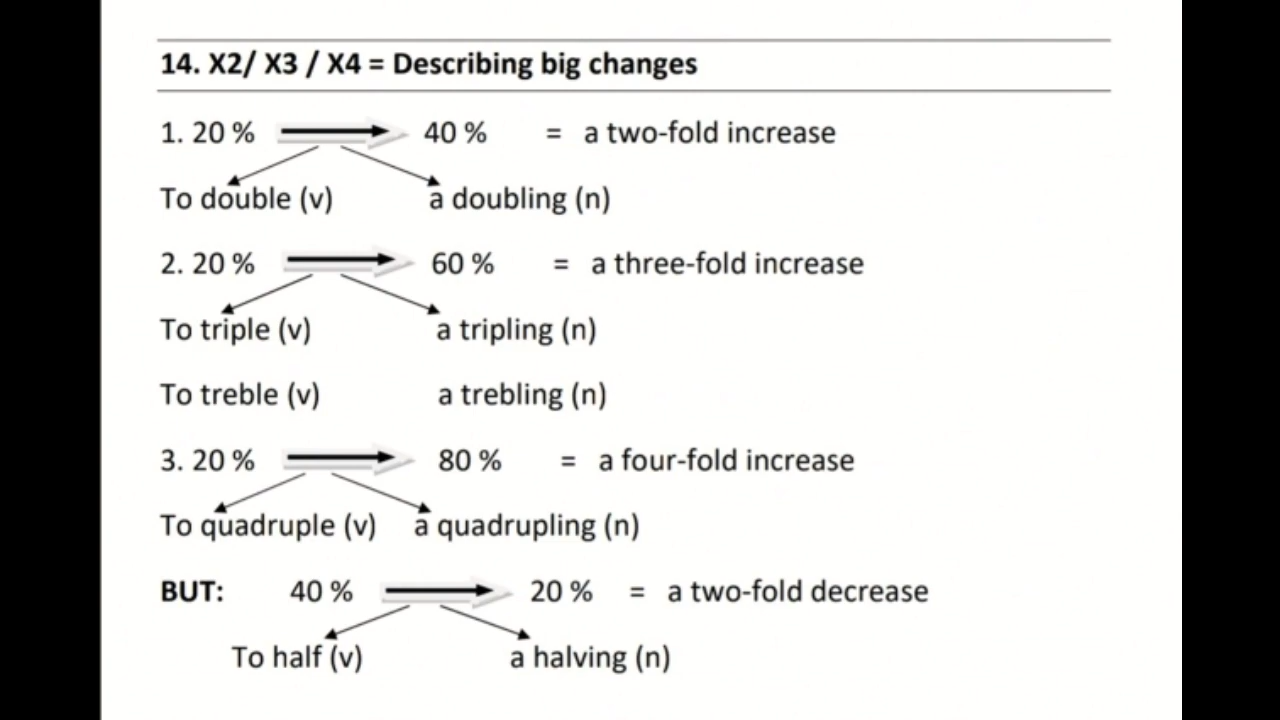 14. X2/ X3 / X4 = Describing big changes
1. 20 % 40 % = a two-fold increase
To double (v) a doubling (n)
2. 20 % 60 % = a three-fold increase
To triple (v) a tripling (n)
To treble (v) a trebling (n)
3. 20 % 80 % = a four-fold increase
To quadruple (v) a quadrupling (n)
BUT: 40 % 20 % = a two-fold decrease
To half (v) a halving (n)